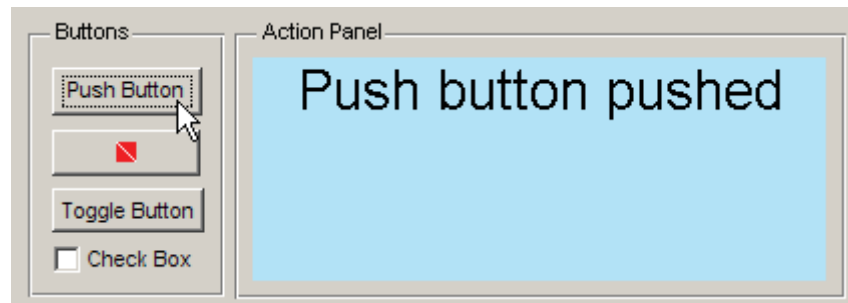 Buttons
Push Button
Toggle Button
Check Box
Action Panel
Push button pushed